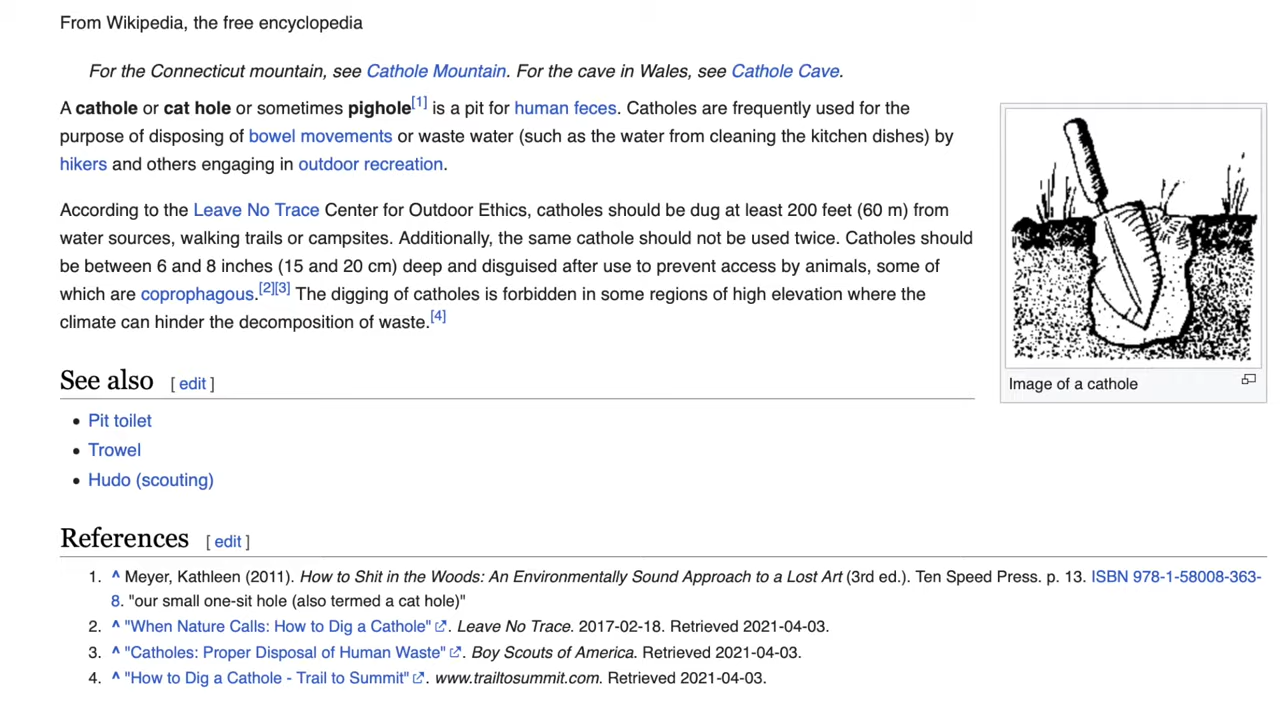 From Wikipedia, the free encyclopedia
For the Connecticut mountain, see Cathole Mountain. For the cave in Wales, see Cathole Cave.
A cathole or cat hole or sometimes pighole[1] is a pit for human feces. Catholes are frequently used for the
purpose of disposing of bowel movements or waste water (such as the water from cleaning the kitchen dishes) by
hikers and others engaging in outdoor recreation.
According to the Leave No Trace Center for Outdoor Ethics, catholes should be dug at least 200 feet (60 m) from
water sources, walking trails or campsites. Additionally, the same cathole should not be used twice. Catholes should
be between 6 and 8 inches (15 and 20 cm) deep and disguised after use to prevent access by animals, some of
which are coprophagous.[2][3] The digging of catholes is forbidden in some regions of high elevation where the
climate can hinder the decomposition of waste.[4]
Image of a cathole
See also [ edit ]
• Pit toilet
• Trowel
• Hudo (scouting)
References [ edit ]
1. ^ Meyer, Kathleen (2011). How to Shit in the Woods: An Environmentally Sound Approach to a Lost Art (3rd ed.). Ten Speed Press. p. 13. ISBN 978-1-58008-363-
8. "our small one-sit hole (also termed a cat hole)"
2. ^ "When Nature Calls: How to Dig a Cathole". Leave No Trace. 2017-02-18. Retrieved 2021-04-03.
3. ^ "Catholes: Proper Disposal of Human Waste". Boy Scouts of America. Retrieved 2021-04-03.
4. ^ "How to Dig a Cathole - Trail to Summit". www.trailtosummit.com. Retrieved 2021-04-03.